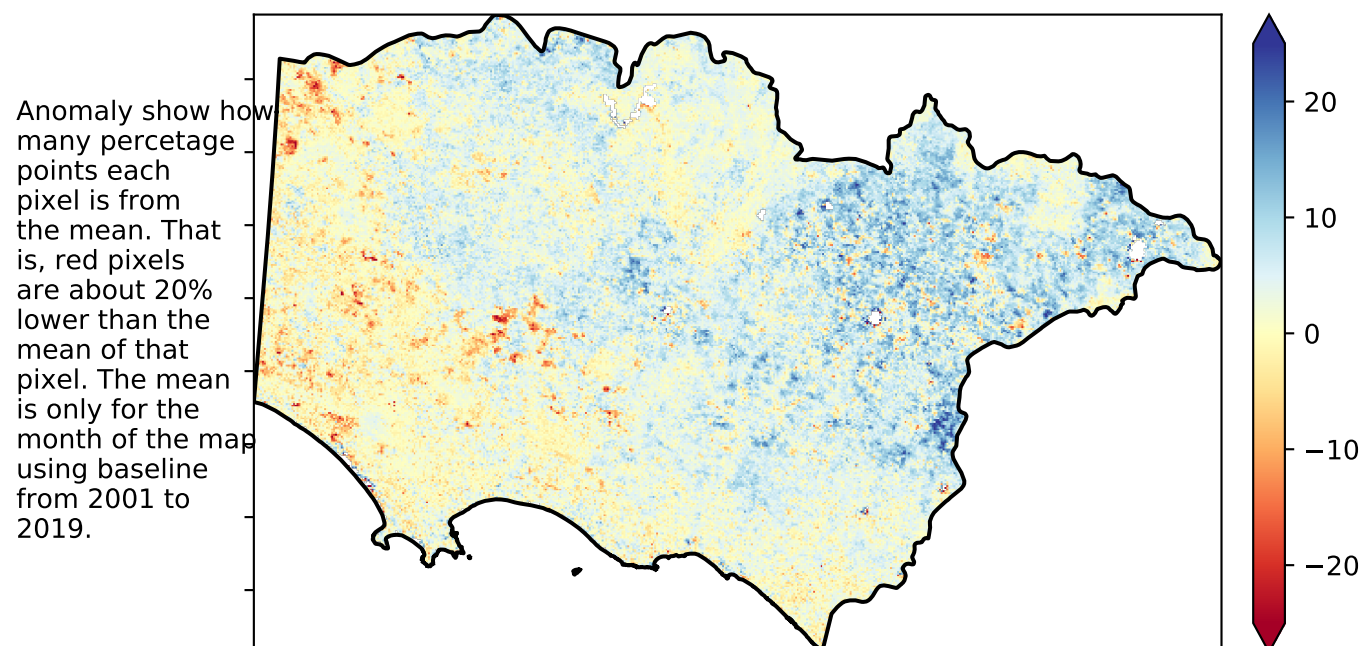 Anomaly show how
many percetage
points each
pixel is from
the mean. That
is, red pixels
are about 20%
lower than the
mean of that
pixel. The mean
is only for the
month of the map
using baseline
from 2001 to
2019.
20
10
0
−10
−20